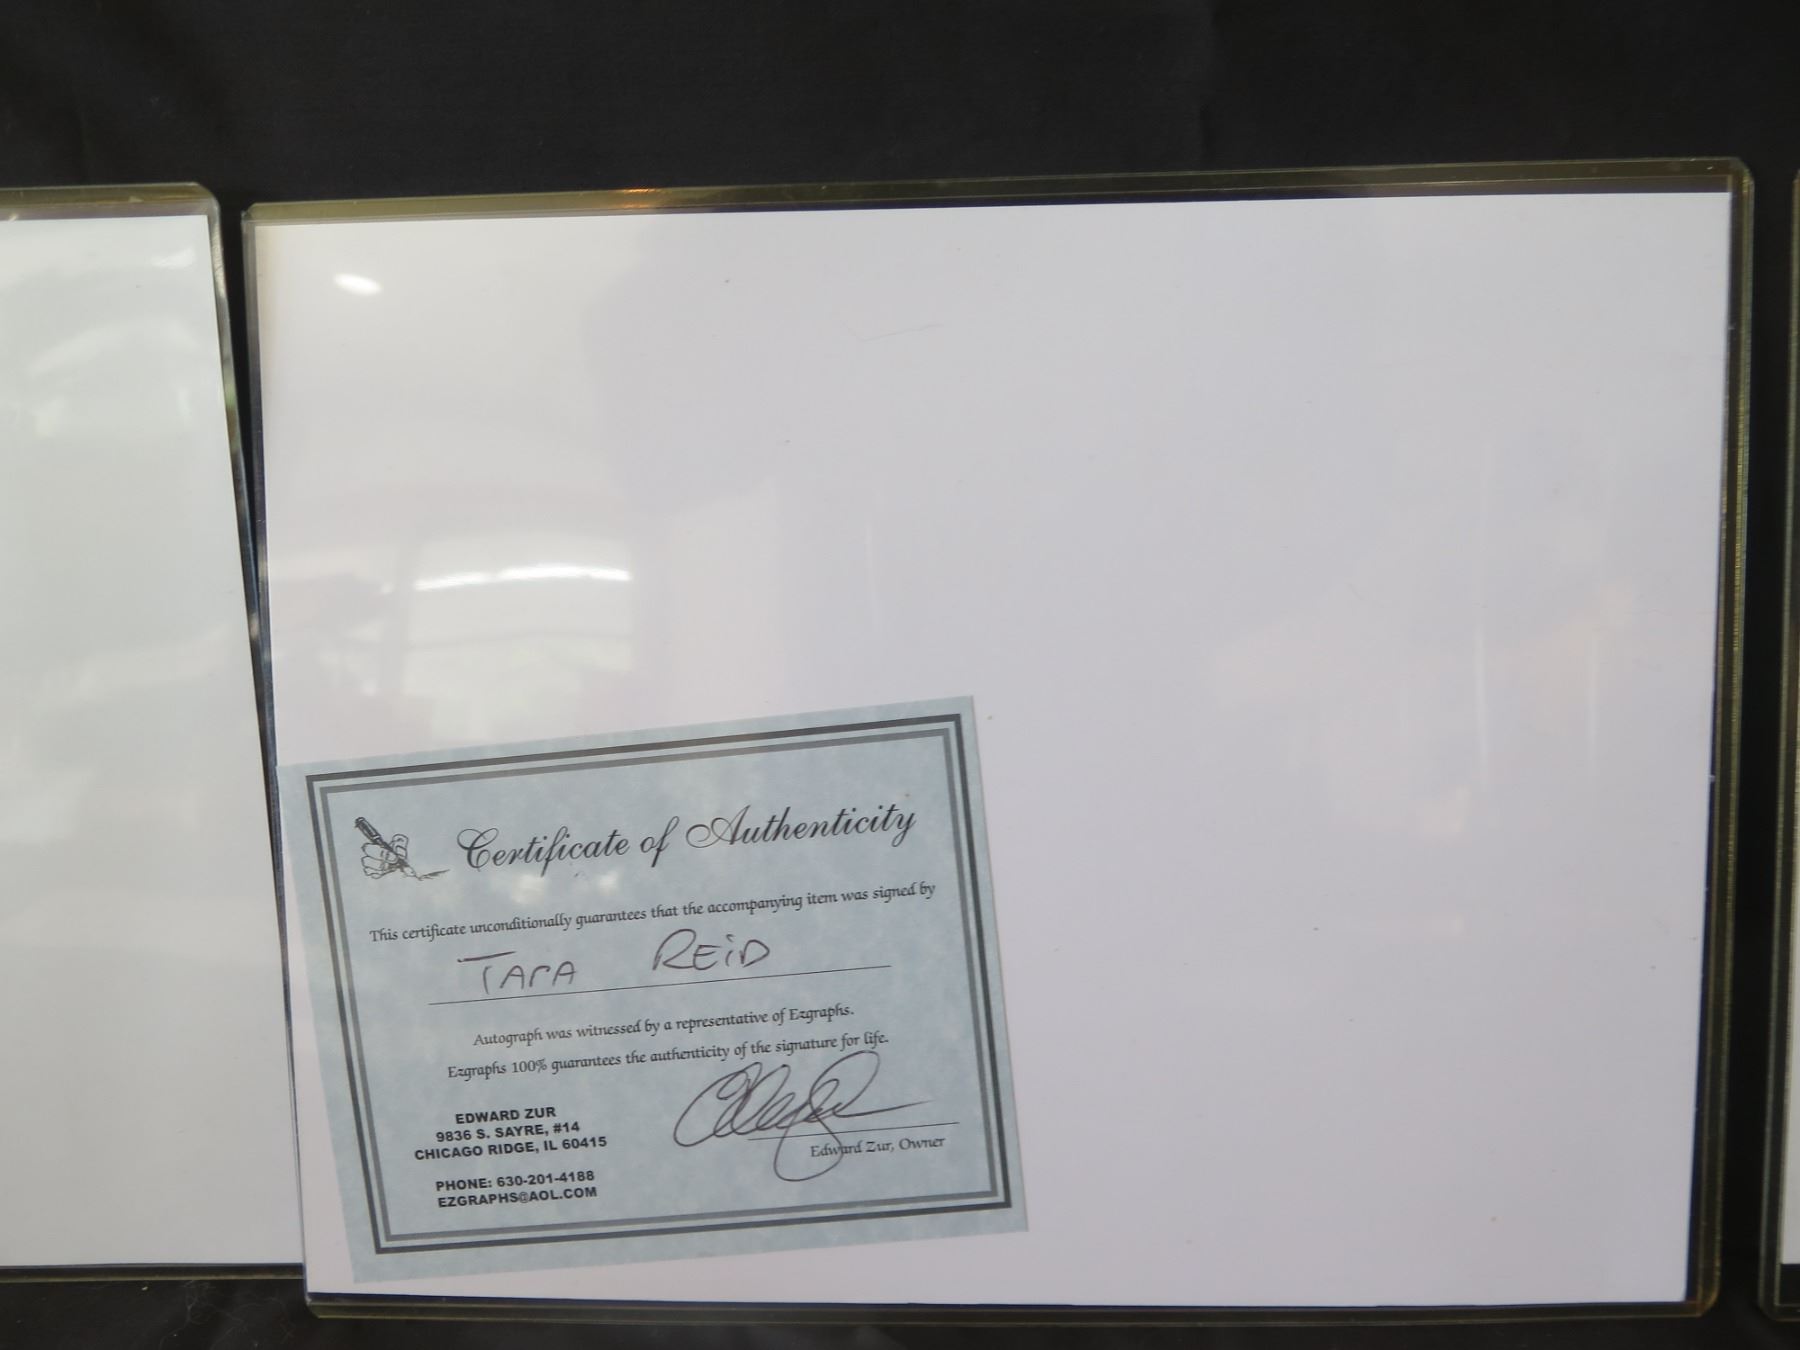 Certificate of Authenticity
This certificate unconditionally guarantees that the accompanying item was signed by
TARA REiD
Autograph was witnessed by a representative of Ezgraphs.
Ezgraphs 100% guarantees the authenticity of the signature for life.
EDWARD ZUR
9836 S. SAYRE, #14
CHICAGO RIDGE, IL 60415
PHONE: 630-201-4188
EZGRAPHS@AOL.COM
Edward Zur, Owner